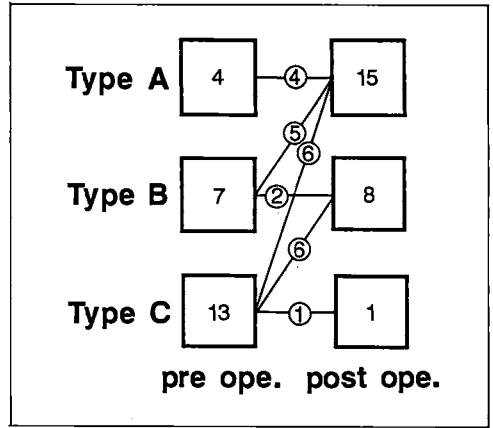 Type A 4 4 15
5
6
Type B 7 2 8
6
Type C 13 1 1
pre ope. post ope.